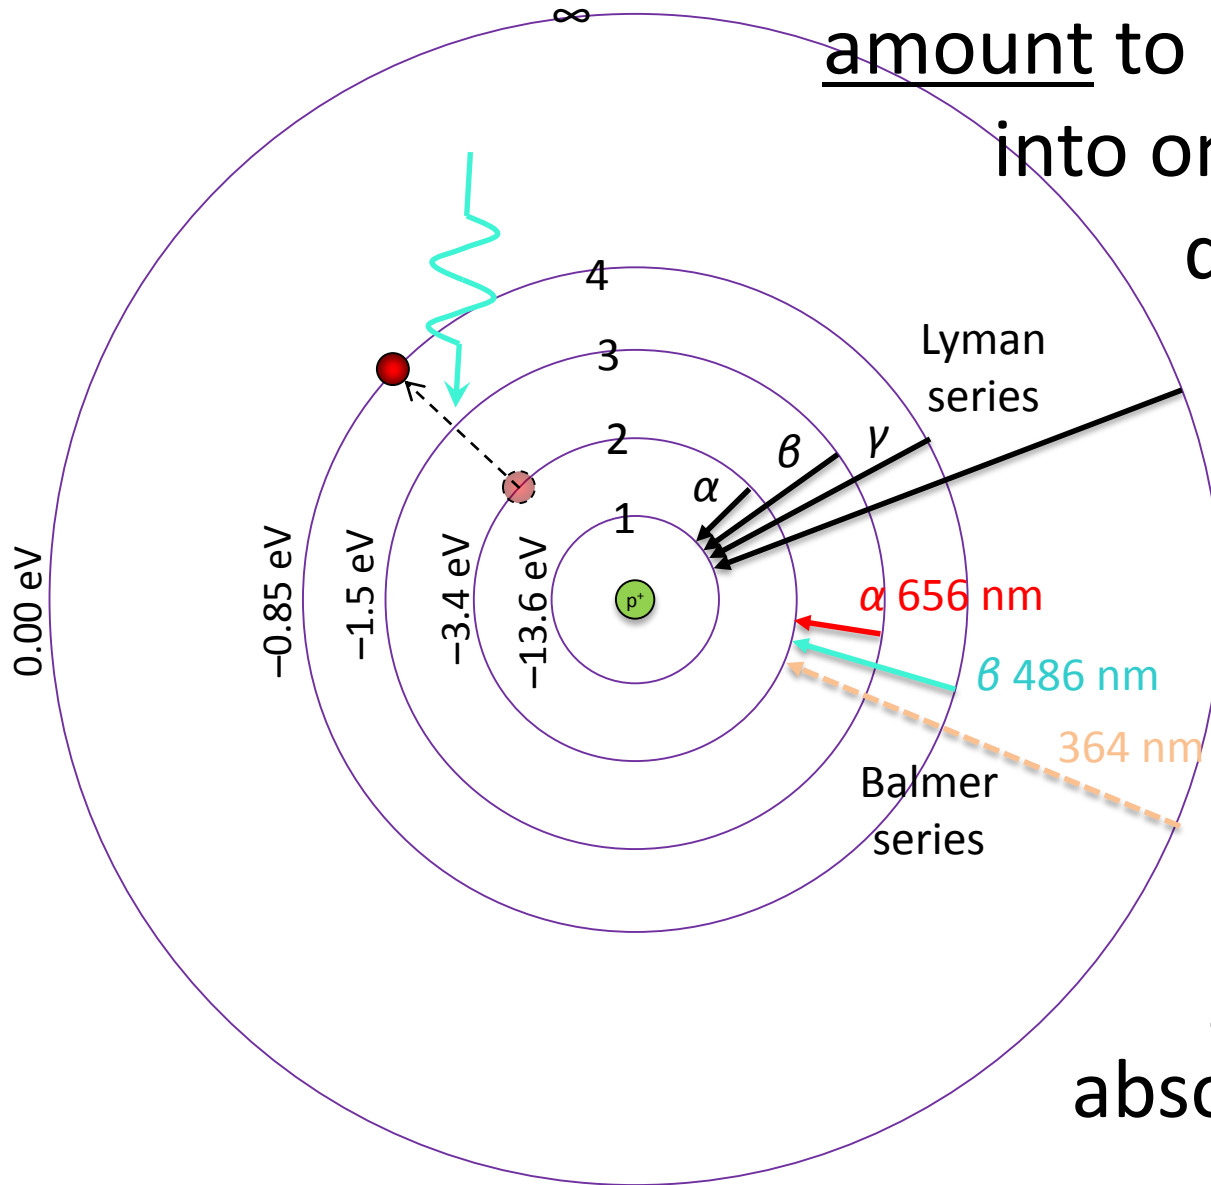 ∞
amount to
into or
4
3
2
1
Lyman
series
α
β
γ
0.00 eV
−0.85 eV
−1.5 eV
−3.4 eV
−13.6 eV
p⁺
α 656 nm
β 486 nm
364 nm
Balmer
series